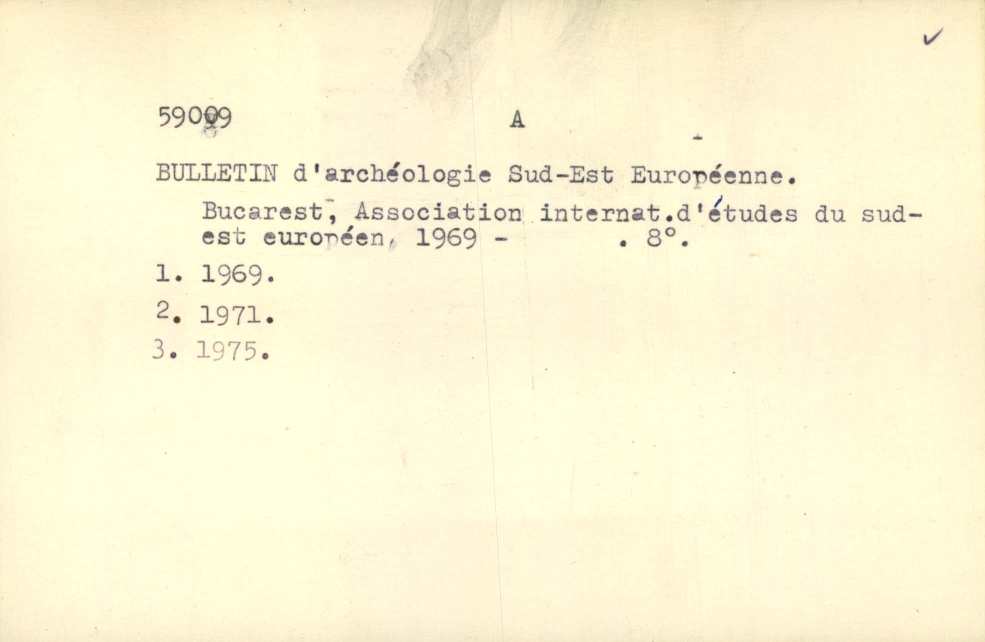 59009 A
BULLETIN d'archéologie Sud-Est Européenne.
Bucarest, Association internat.d'études du sud-
est européen, 1969 - . 8°.
1. 1969.
2. 1971.
3. 1975.